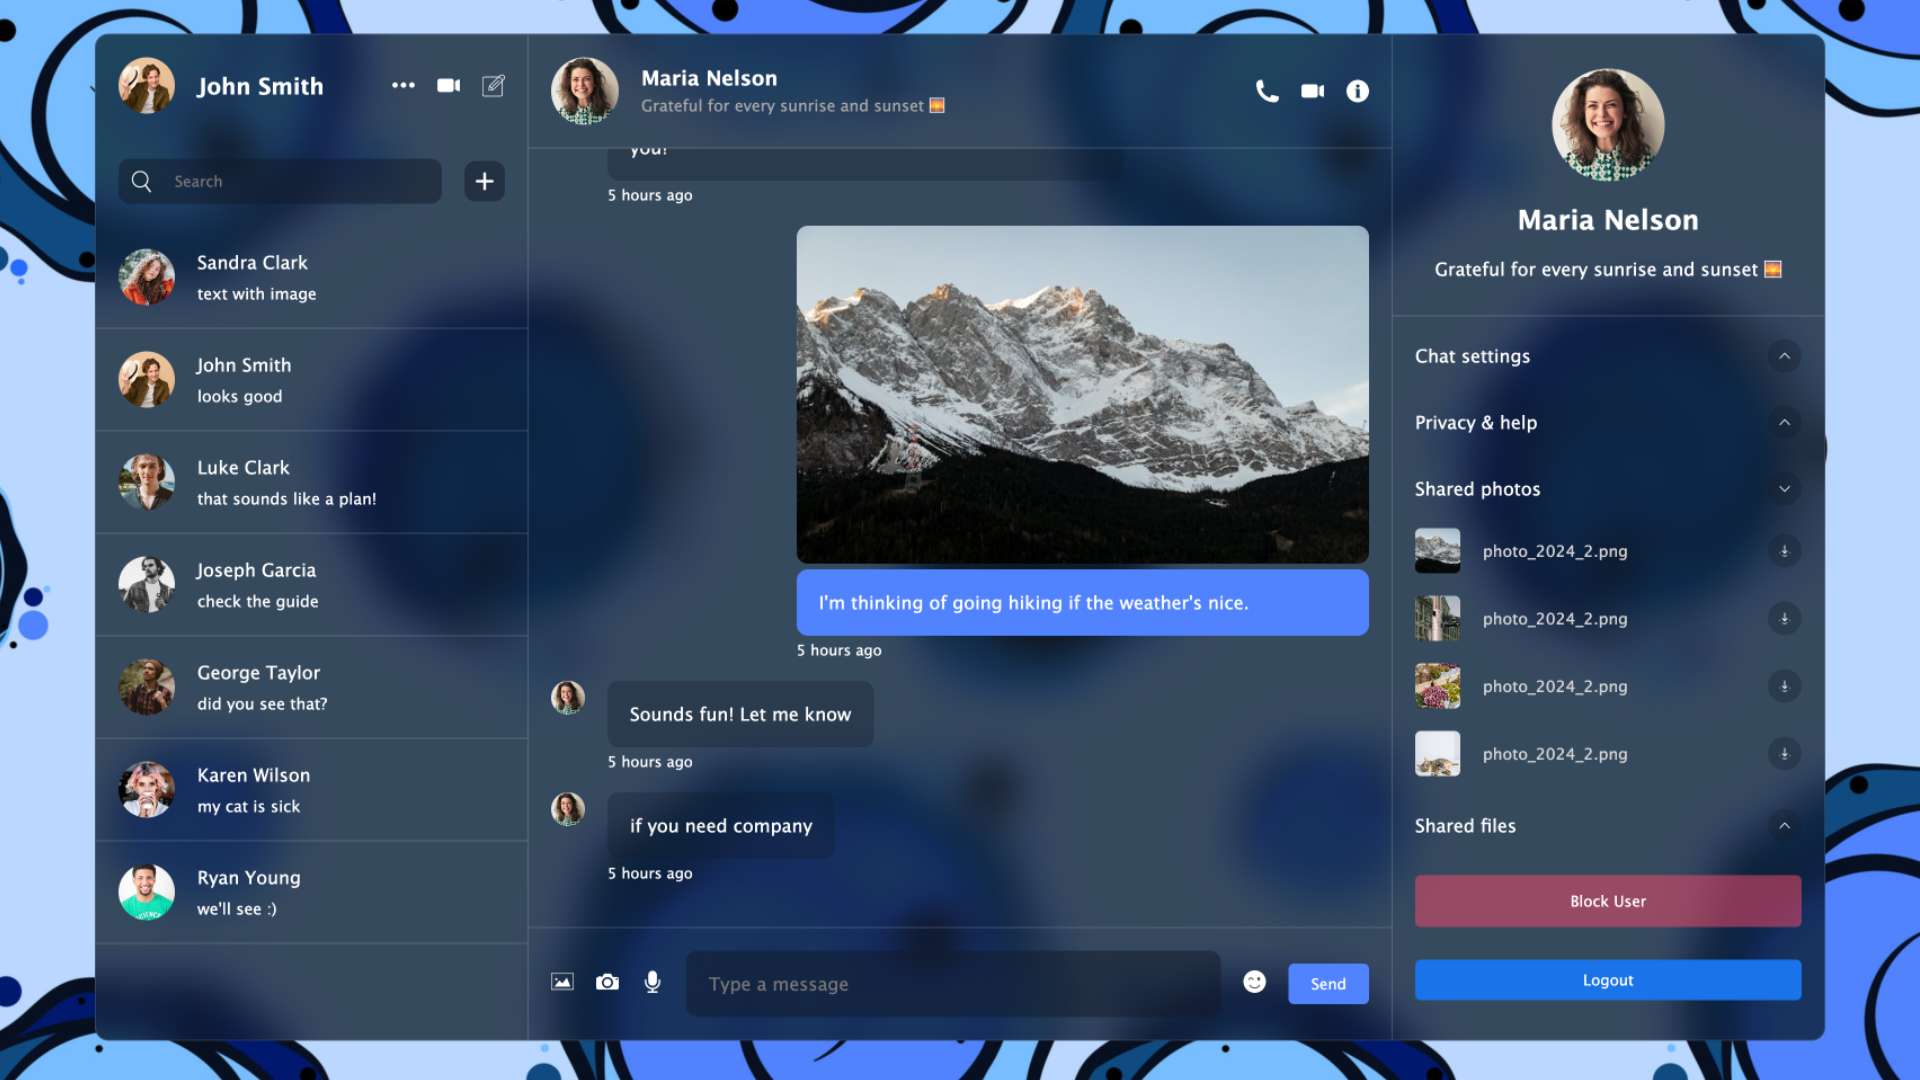 John Smith
Search
Sandra Clark
text with image
John Smith
looks good
Luke Clark
that sounds like a plan!
Joseph Garcia
check the guide
George Taylor
did you see that?
Karen Wilson
my cat is sick
Ryan Young
we'll see :)
Maria Nelson
Grateful for every sunrise and sunset 🌅
you!
5 hours ago
I'm thinking of going hiking if the weather's nice.
5 hours ago
Sounds fun! Let me know
5 hours ago
if you need company
5 hours ago
Type a message
Send
Maria Nelson
Grateful for every sunrise and sunset 🌅
Chat settings
Privacy & help
Shared photos
photo_2024_2.png
photo_2024_2.png
photo_2024_2.png
photo_2024_2.png
Shared files
Block User
Logout